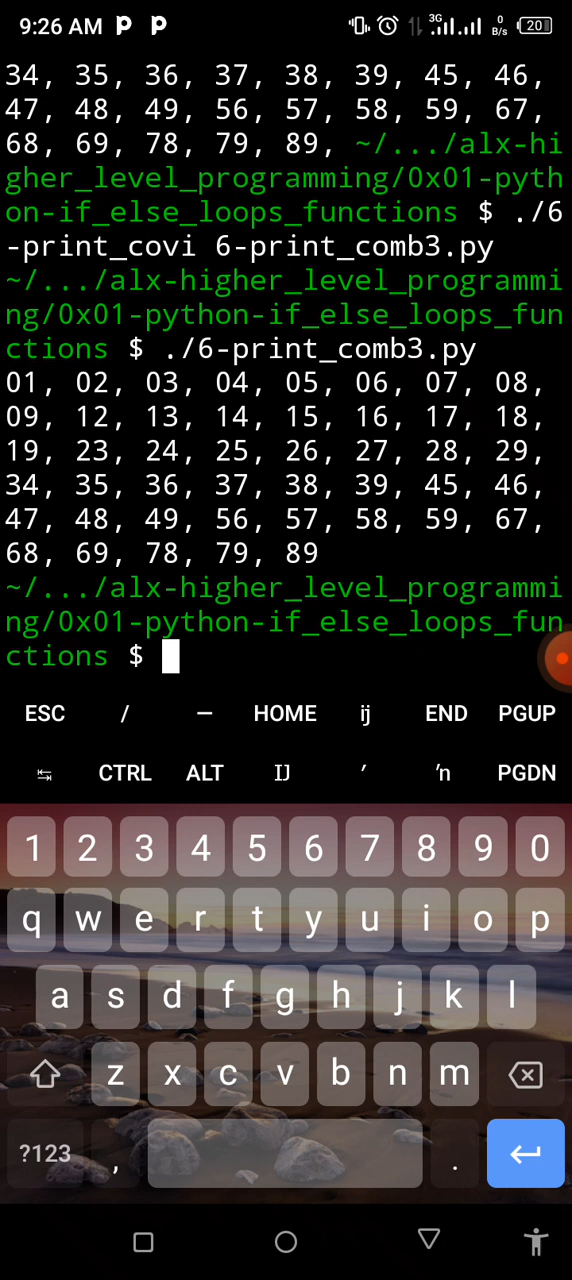 9:26 AM P P 3G 0 B/s 20
34, 35, 36, 37, 38, 39, 45, 46,
47, 48, 49, 56, 57, 58, 59, 67,
68, 69, 78, 79, 89, ~/.../alx-hi
gher_level_programming/0x01-pyth
on-if_else_loops_functions $ ./6
-print_covi 6-print_comb3.py
~/.../alx-higher_level_programmi
ng/0x01-python-if_else_loops_fun
ctions $ ./6-print_comb3.py
01, 02, 03, 04, 05, 06, 07, 08,
09, 12, 13, 14, 15, 16, 17, 18,
19, 23, 24, 25, 26, 27, 28, 29,
34, 35, 36, 37, 38, 39, 45, 46,
47, 48, 49, 56, 57, 58, 59, 67,
68, 69, 78, 79, 89
~/.../alx-higher_level_programmi
ng/0x01-python-if_else_loops_fun
ctions $
ESC / — HOME ĳ END PGUP
↹ CTRL ALT Ĳ ʹ ŉ PGDN
1 2 3 4 5 6 7 8 9 0
q w e r t y u i o p
a s d f g h j k l
z x c v b n m
?123 , .